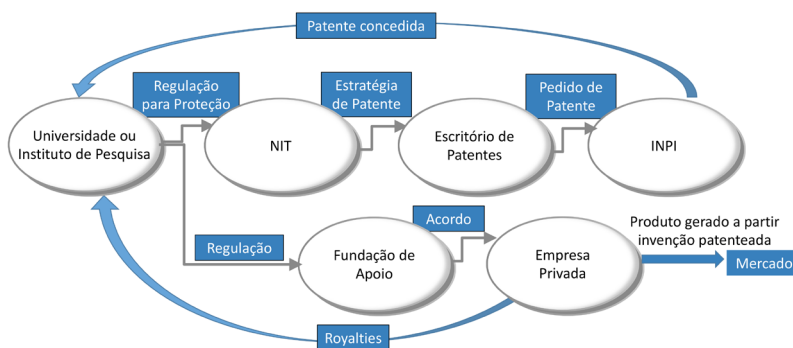 Patente concedida
Regulação
para Proteção
Estratégia
de Patente
Pedido de
Patente
Universidade ou
Instituto de Pesquisa
NIT
Escritório de
Patentes
INPI
Acordo
Produto gerado a partir
invenção patenteada
Regulação
Fundação de
Apoio
Empresa
Privada
Mercado
Royalties